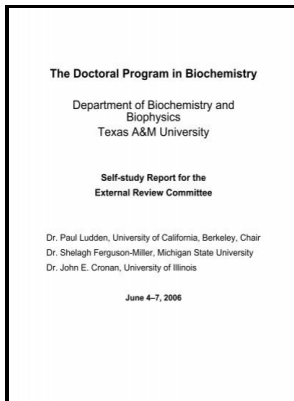 The Doctoral Program in Biochemistry
Department of Biochemistry and
Biophysics
Texas A&M University
Self-study Report for the
External Review Committee
Dr. Paul Ludden, University of California, Berkeley, Chair
Dr. Shelagh Ferguson-Miller, Michigan State University
Dr. John E. Cronan, University of Illinois
June 4–7, 2006